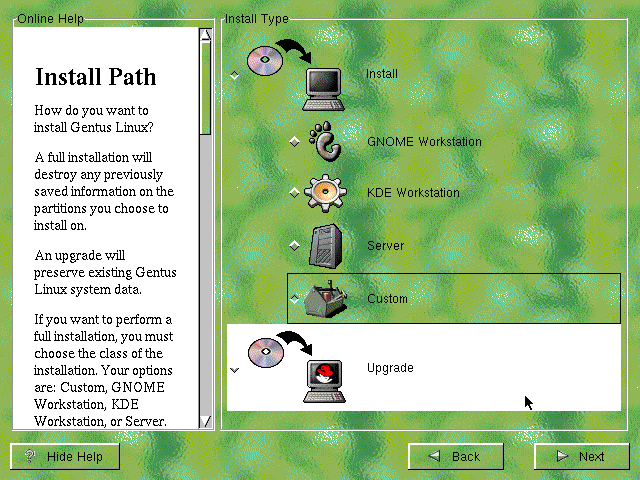 Online Help
Install Path
How do you want to
install Gentus Linux?
A full installation will
destroy any previously
saved information on the
partitions you choose to
install on.
An upgrade will
preserve existing Gentus
Linux system data.
If you want to perform a
full installation, you must
choose the class of the
installation. Your options
are: Custom, GNOME
Workstation, KDE
Workstation, or Server.
Install Type
Install
GNOME Workstation
KDE Workstation
Server
Custom
Upgrade
? Hide Help
Back
Next